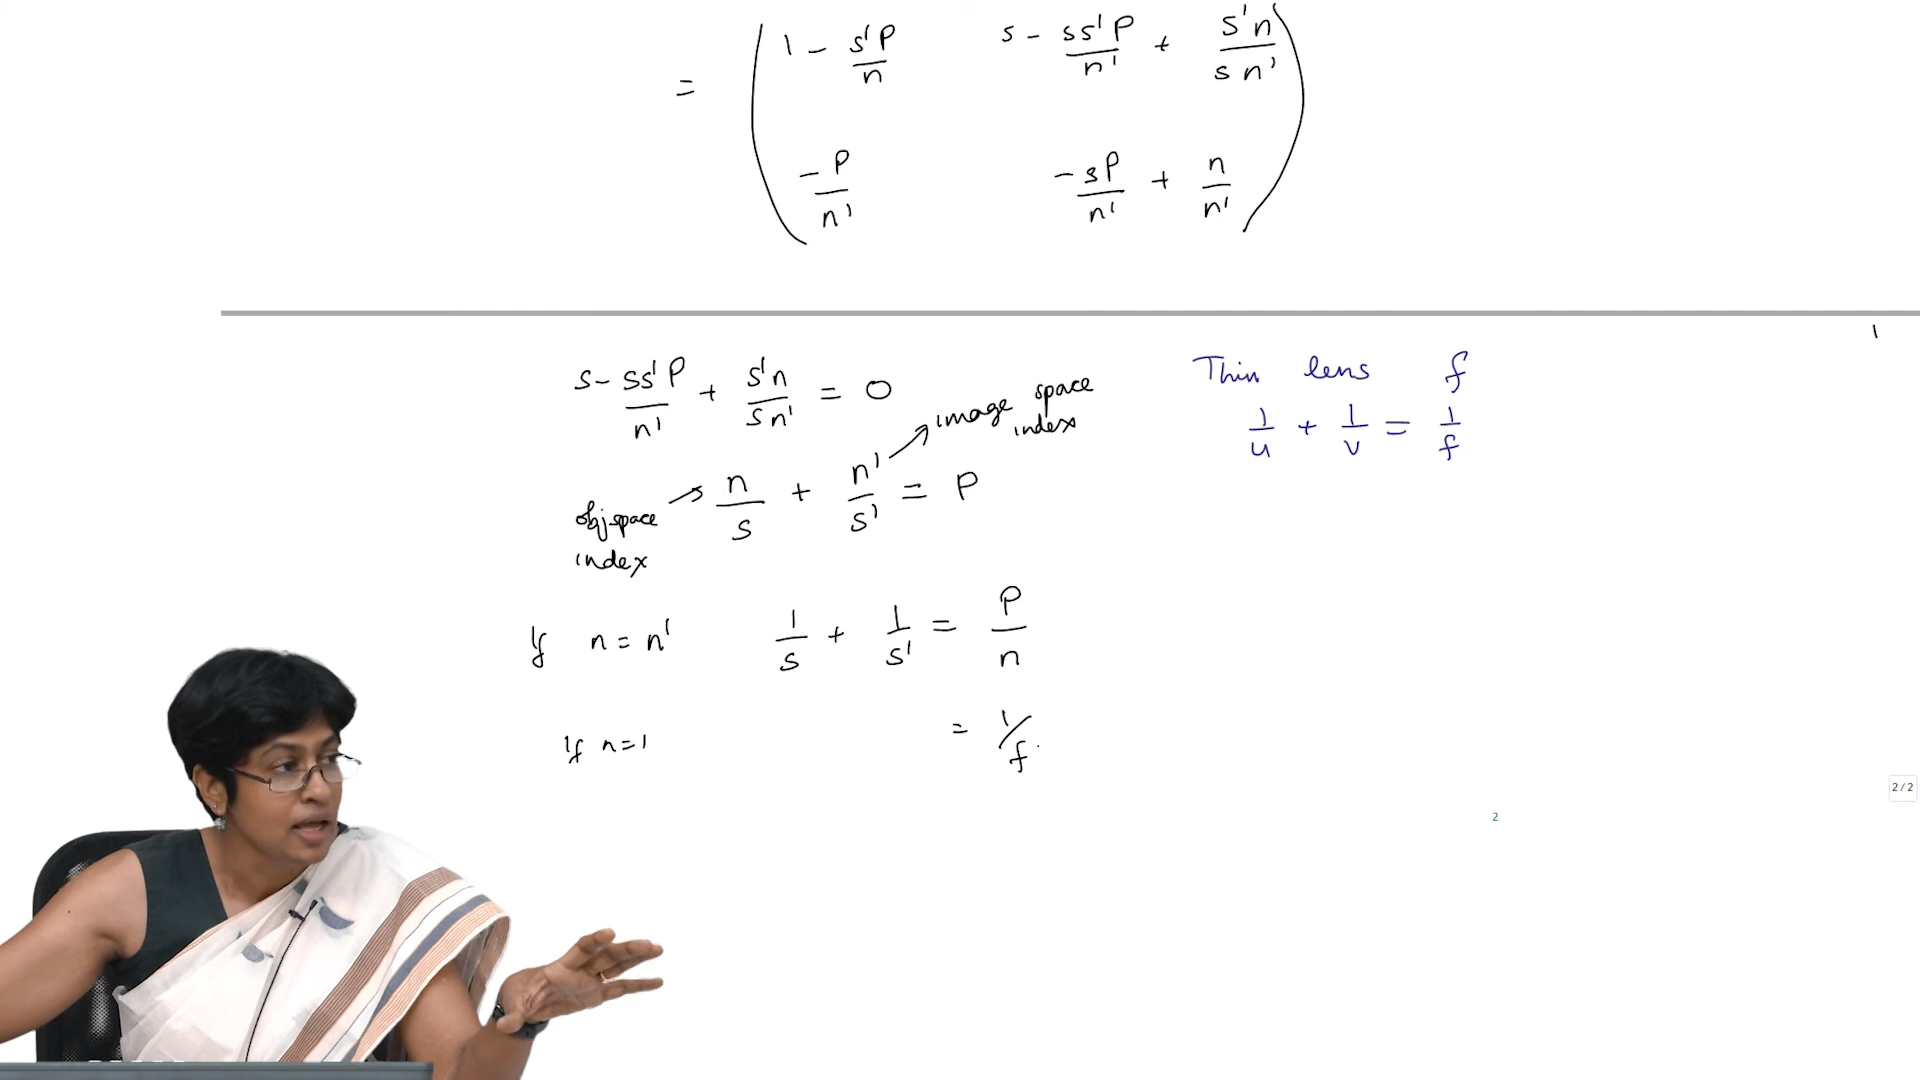 = ( 1 - s'P/n   s - ss'P/n' + s'n/sn'
-P/n'   -sP/n' + n/n' )
1
s - ss'P/n' + s'n/sn' = 0
image space
index
n/s + n'/s' = P
obj space
index
If n = n'   1/s + 1/s' = P/n
If n=1   = 1/f.
Thin lens f
1/u + 1/v = 1/f
2/2
2